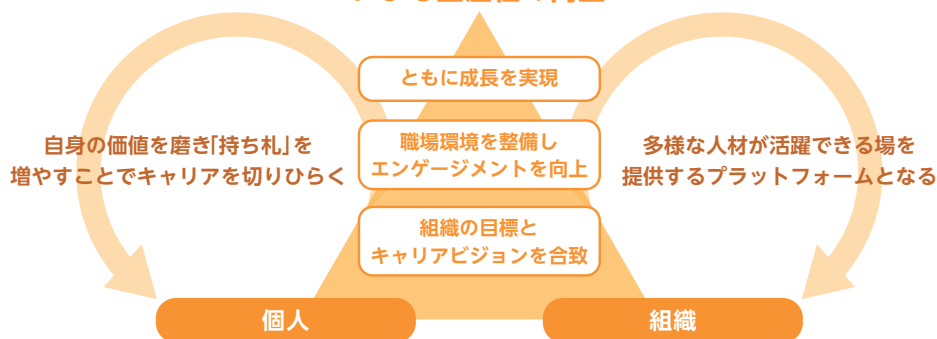 ともに成長を実現
職場環境を整備し
エンゲージメントを向上
自身の価値を磨き「持ち札」を
増やすことでキャリアを切りひらく
多様な人材が活躍できる場を
提供するプラットフォームとなる
組織の目標と
キャリアビジョンを合致
個人
組織